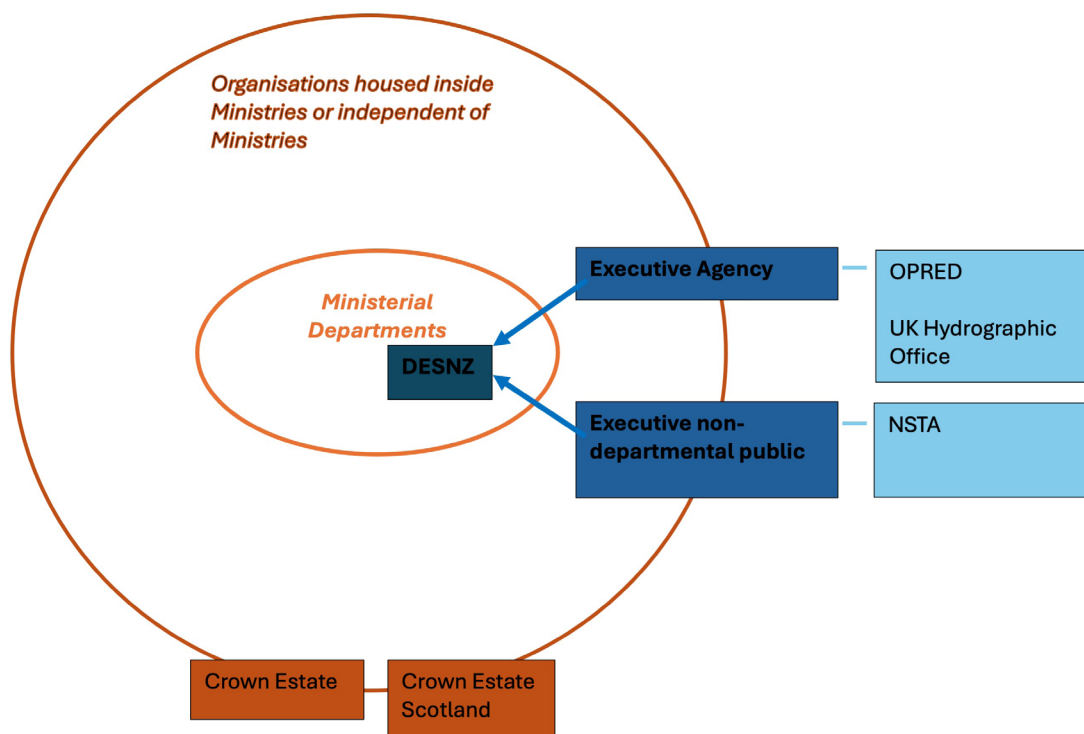 Organisations housed inside
Ministries or independent of
Ministries
Ministerial
Departments
DESNZ
Executive Agency
OPRED
UK Hydrographic
Office
Executive non-
departmental public
NSTA
Crown Estate
Crown Estate
Scotland